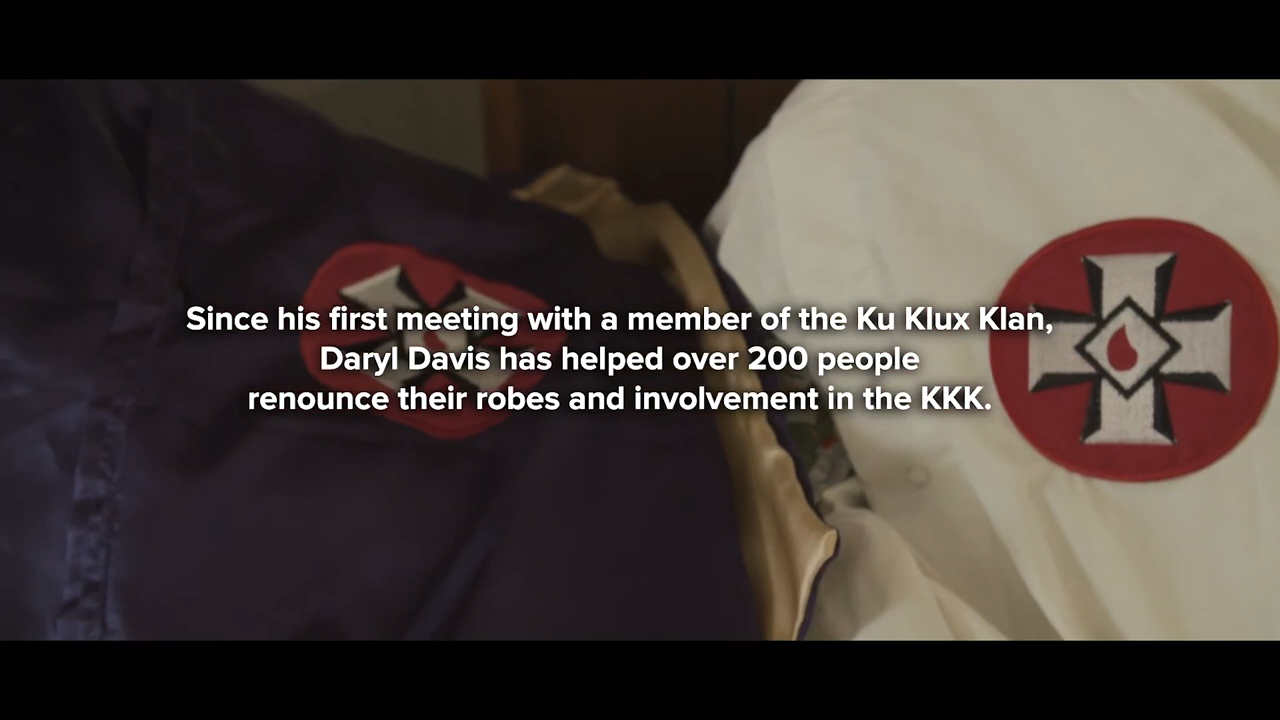 Since his first meeting with a member of the Ku Klux Klan,
Daryl Davis has helped over 200 people
renounce their robes and involvement in the KKK.